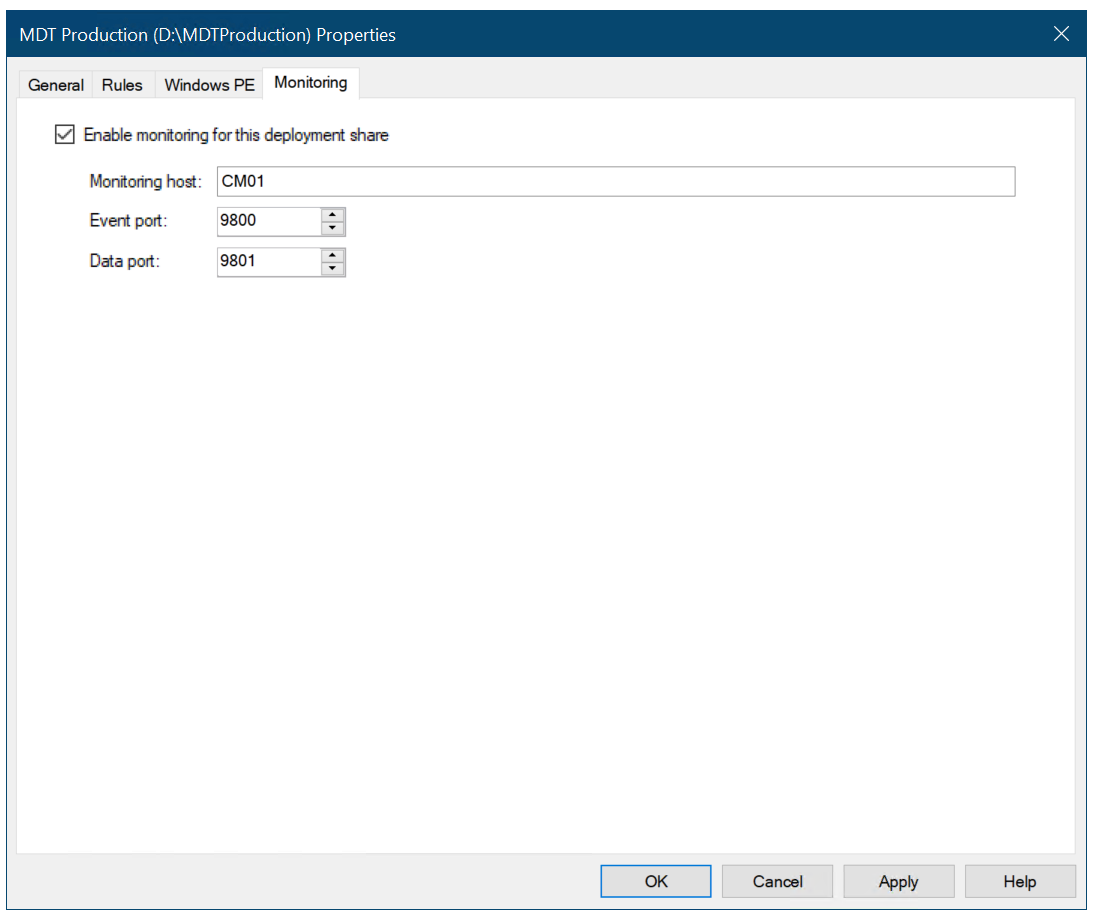 MDT Production (D:\MDTProduction) Properties
General Rules Windows PE Monitoring
Enable monitoring for this deployment share
Monitoring host: CM01
Event port: 9800
Data port: 9801
OK Cancel Apply Help